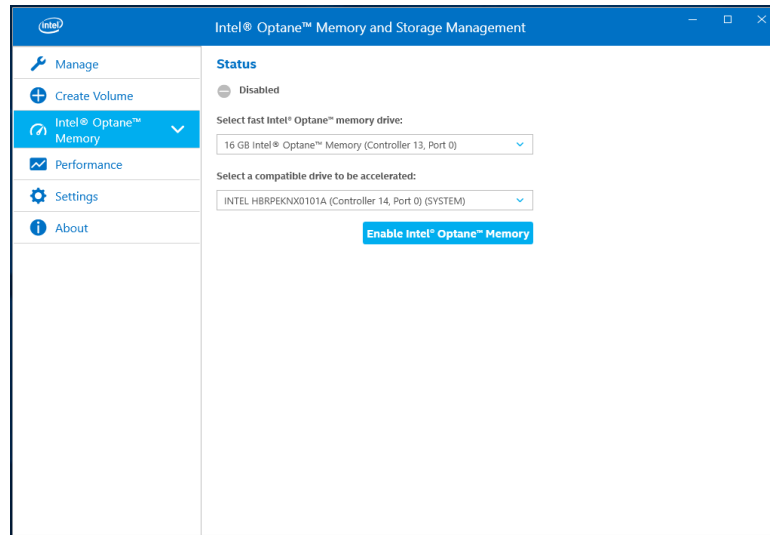 intel
Intel® Optane™ Memory and Storage Management
Manage
Create Volume
Intel® Optane™
Memory
Performance
Settings
About
Status
Disabled
Select fast Intel® Optane™ memory drive:
16 GB Intel® Optane™ Memory (Controller 13, Port 0)
Select a compatible drive to be accelerated:
INTEL HBRPEKNX0101A (Controller 14, Port 0) (SYSTEM)
Enable Intel® Optane™ Memory